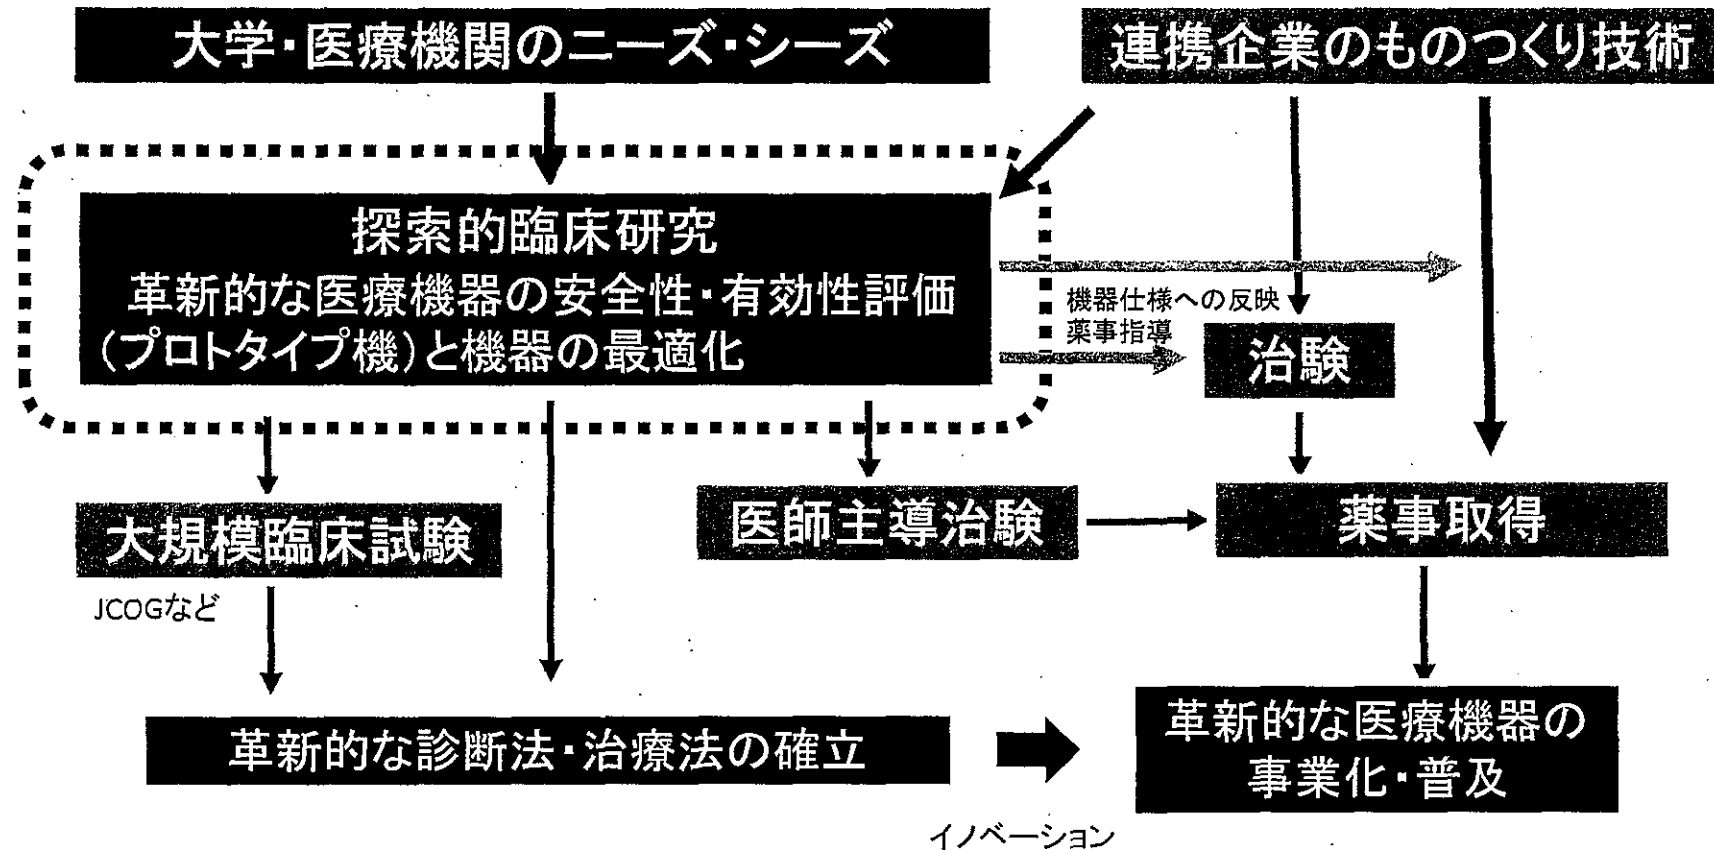 大学・医療機関のニーズ・シーズ
連携企業のものつくり技術
探索的臨床研究
革新的な医療機器の安全性・有効性評価
(プロトタイプ機)と機器の最適化
機器仕様への反映
薬事指導
治験
大規模臨床試験
JCOGなど
医師主導治験
薬事取得
革新的な診断法・治療法の確立
革新的な医療機器の
事業化・普及
イノベーション